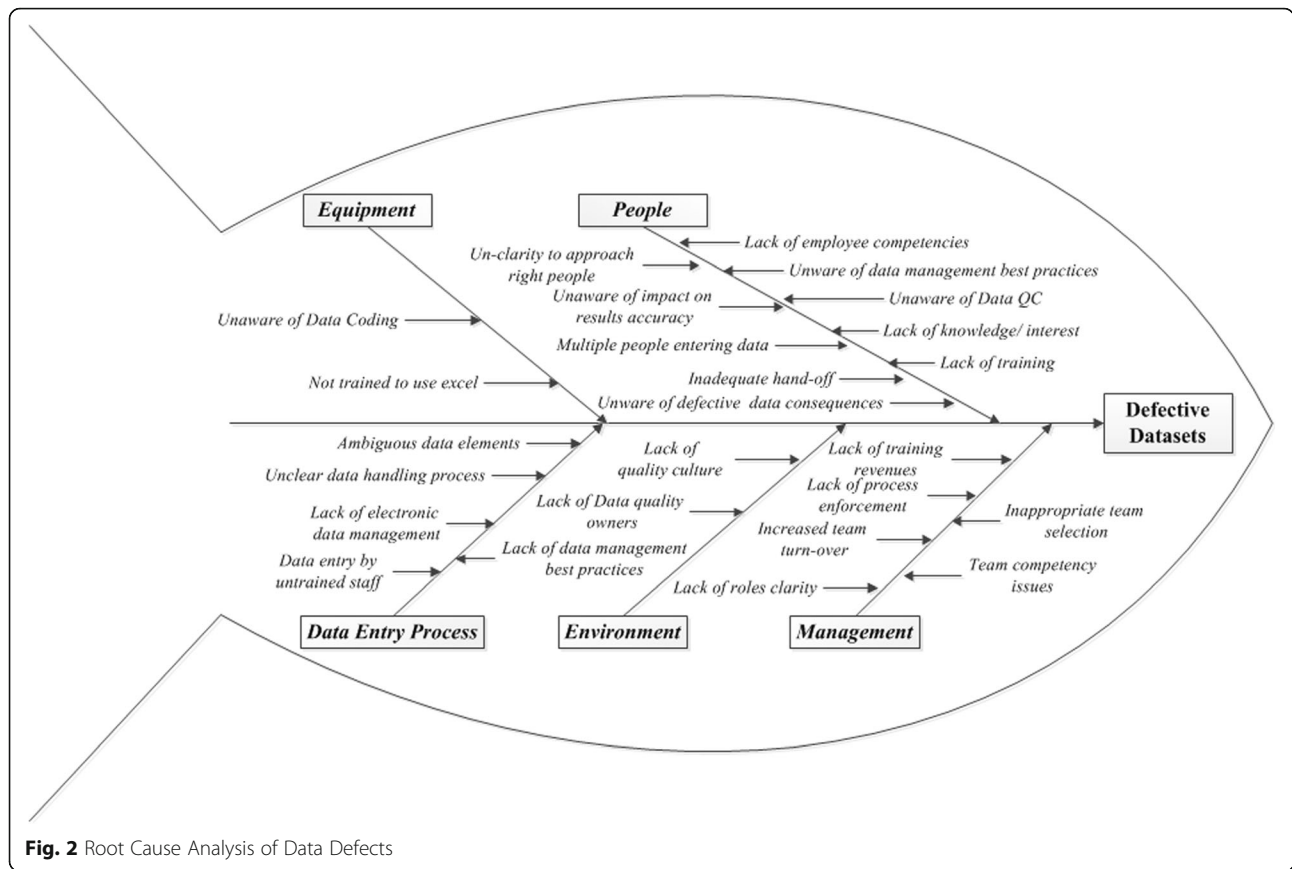 Equipment
People
Lack of employee competencies
Un-clarity to approach
right people
Unware of data management best practices
Unaware of impact on
results accuracy
Unaware of Data QC
Unaware of Data Coding
Lack of knowledge/ interest
Multiple people entering data
Lack of training
Not trained to use excel
Inadequate hand-off
Unware of defective data consequences
Defective
Datasets
Ambiguous data elements
Lack of
quality culture
Lack of training
revenues
Unclear data handling process
Lack of process
enforcement
Lack of electronic
data management
Lack of Data quality
owners
Inappropriate team
selection
Increased team
turn-over
Data entry by
untrained staff
Lack of data management
best practices
Team competency
issues
Lack of roles clarity
Data Entry Process
Environment
Management
Fig. 2 Root Cause Analysis of Data Defects